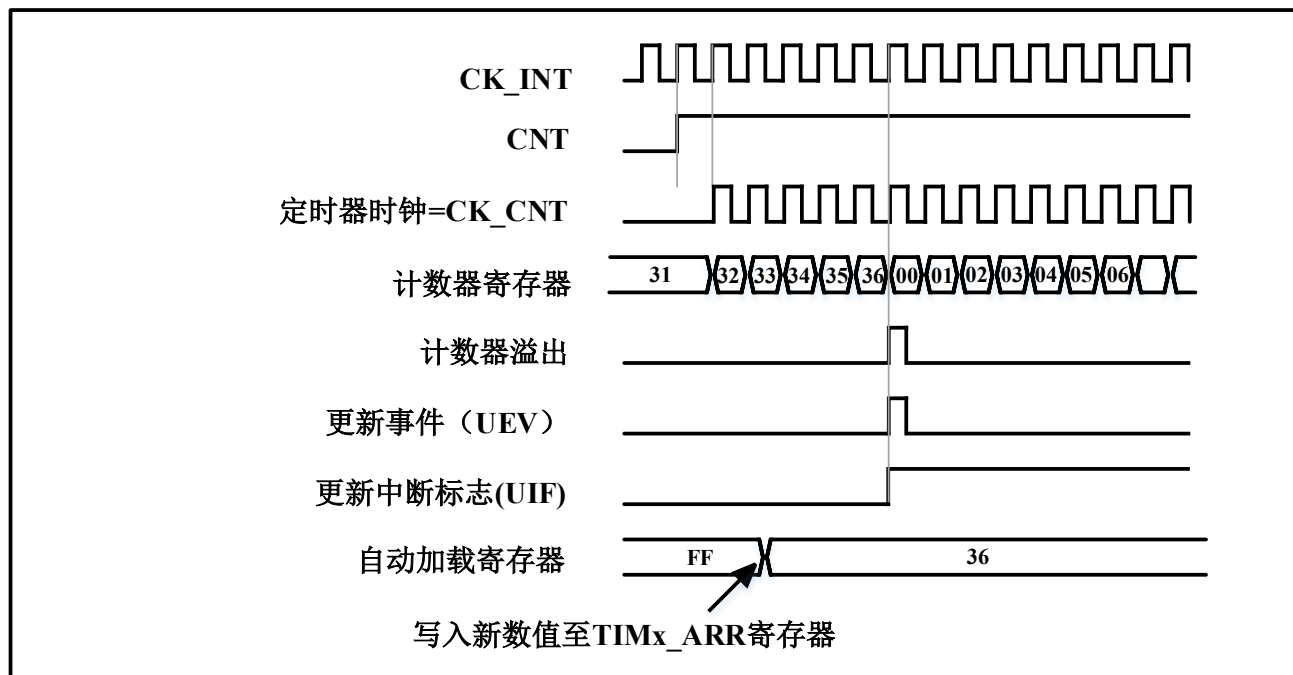 CK_INT
CNT
定时器时钟=CK_CNT
计数器寄存器
31 32 33 34 35 36 00 01 02 03 04 05 06
计数器溢出
更新事件（UEV）
更新中断标志(UIF)
自动加载寄存器
FF 36
写入新数值至TIMx_ARR寄存器